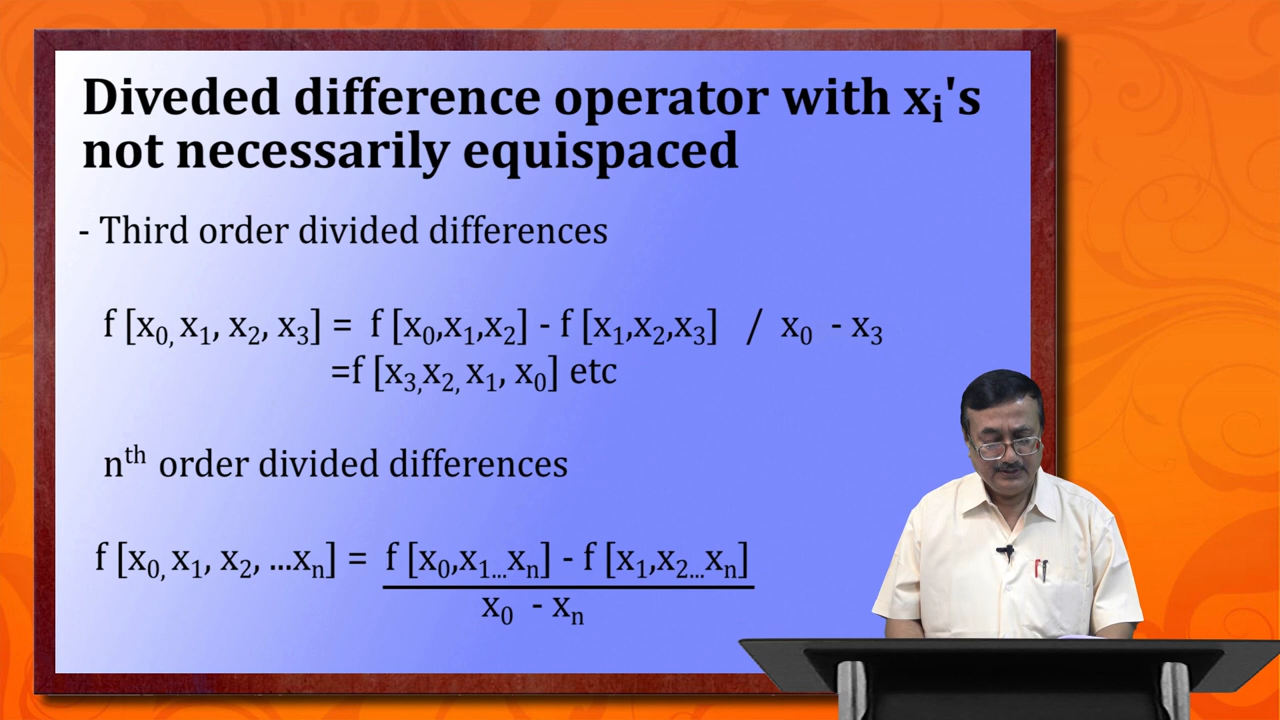 Diveded difference operator with xᵢ's
not necessarily equispaced
- Third order divided differences
f [x₀, x₁, x₂, x₃] = f [x₀,x₁,x₂] - f [x₁,x₂,x₃] / x₀ - x₃
=f [x₃,x₂, x₁, x₀] etc
nᵗʰ order divided differences
f [x₀, x₁, x₂, ...xₙ] = f [x₀,x₁...xₙ] - f [x₁,x₂...xₙ]
x₀ - xₙ